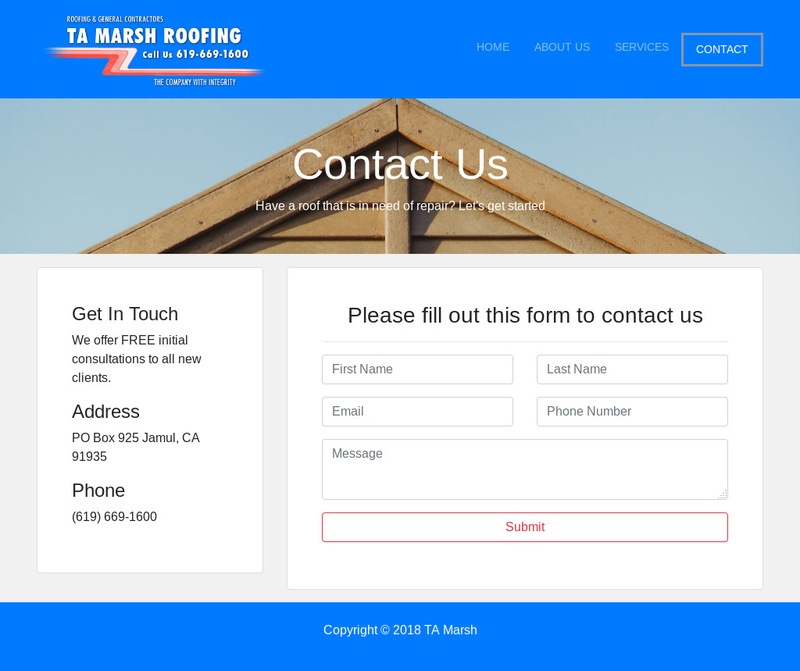 ROOFING & GENERAL CONTRACTORS
TA MARSH ROOFING
Call Us 619-669-1600
THE COMPANY WITH INTEGRITY
HOME
ABOUT US
SERVICES
CONTACT
Contact Us
Have a roof that is in need of repair? Let's get started
Get In Touch
We offer FREE initial
consultations to all new
clients.
Address
PO Box 925 Jamul, CA
91935
Phone
(619) 669-1600
Please fill out this form to contact us
First Name
Last Name
Email
Phone Number
Message
Submit
Copyright © 2018 TA Marsh